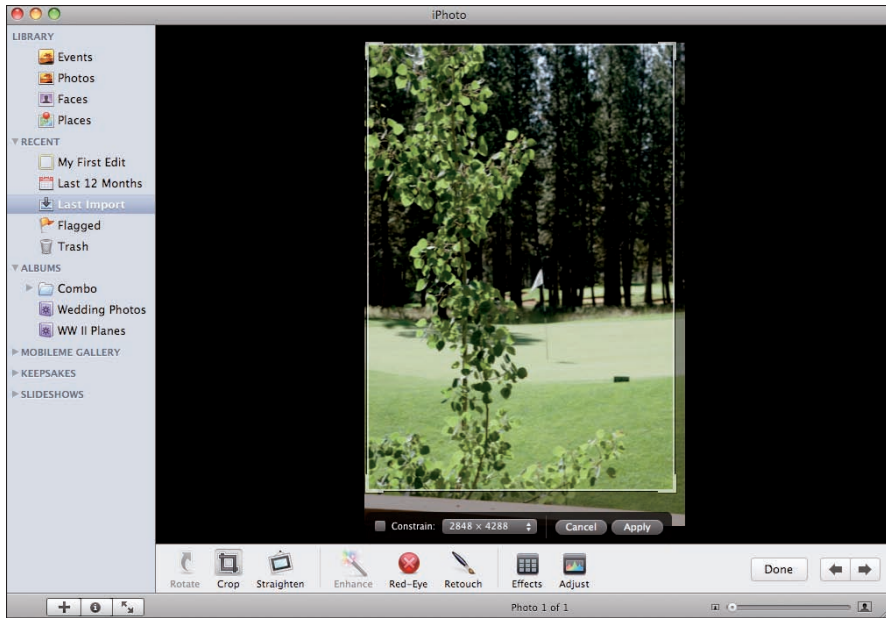 iPhoto
LIBRARY
Events
Photos
Faces
Places
RECENT
My First Edit
Last 12 Months
Last Import
Flagged
Trash
ALBUMS
Combo
Wedding Photos
WW II Planes
MOBILEME GALLERY
KEEPSAKES
SLIDESHOWS
Constrain: 2848 × 4288 Cancel Apply
Rotate Crop Straighten Enhance Red-Eye Retouch Effects Adjust Done
Photo 1 of 1